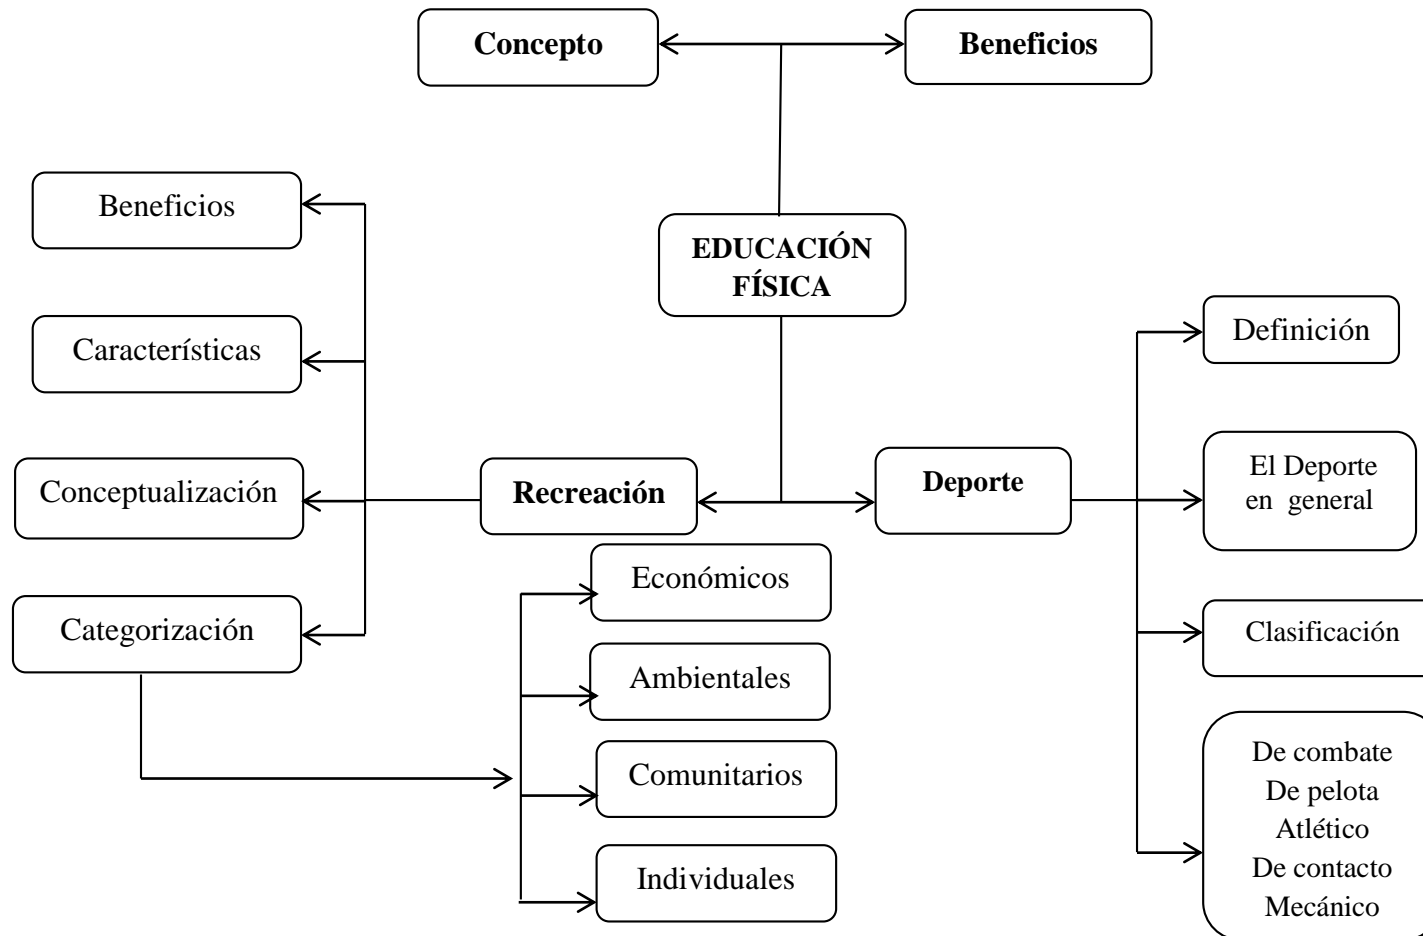 Concepto
Beneficios
Beneficios
EDUCACIÓN
FÍSICA
Características
Definición
Conceptualización
Recreación
Deporte
El Deporte
en general
Económicos
Categorización
Ambientales
Clasificación
Comunitarios
Individuales
De combate
De pelota
Atlético
De contacto
Mecánico